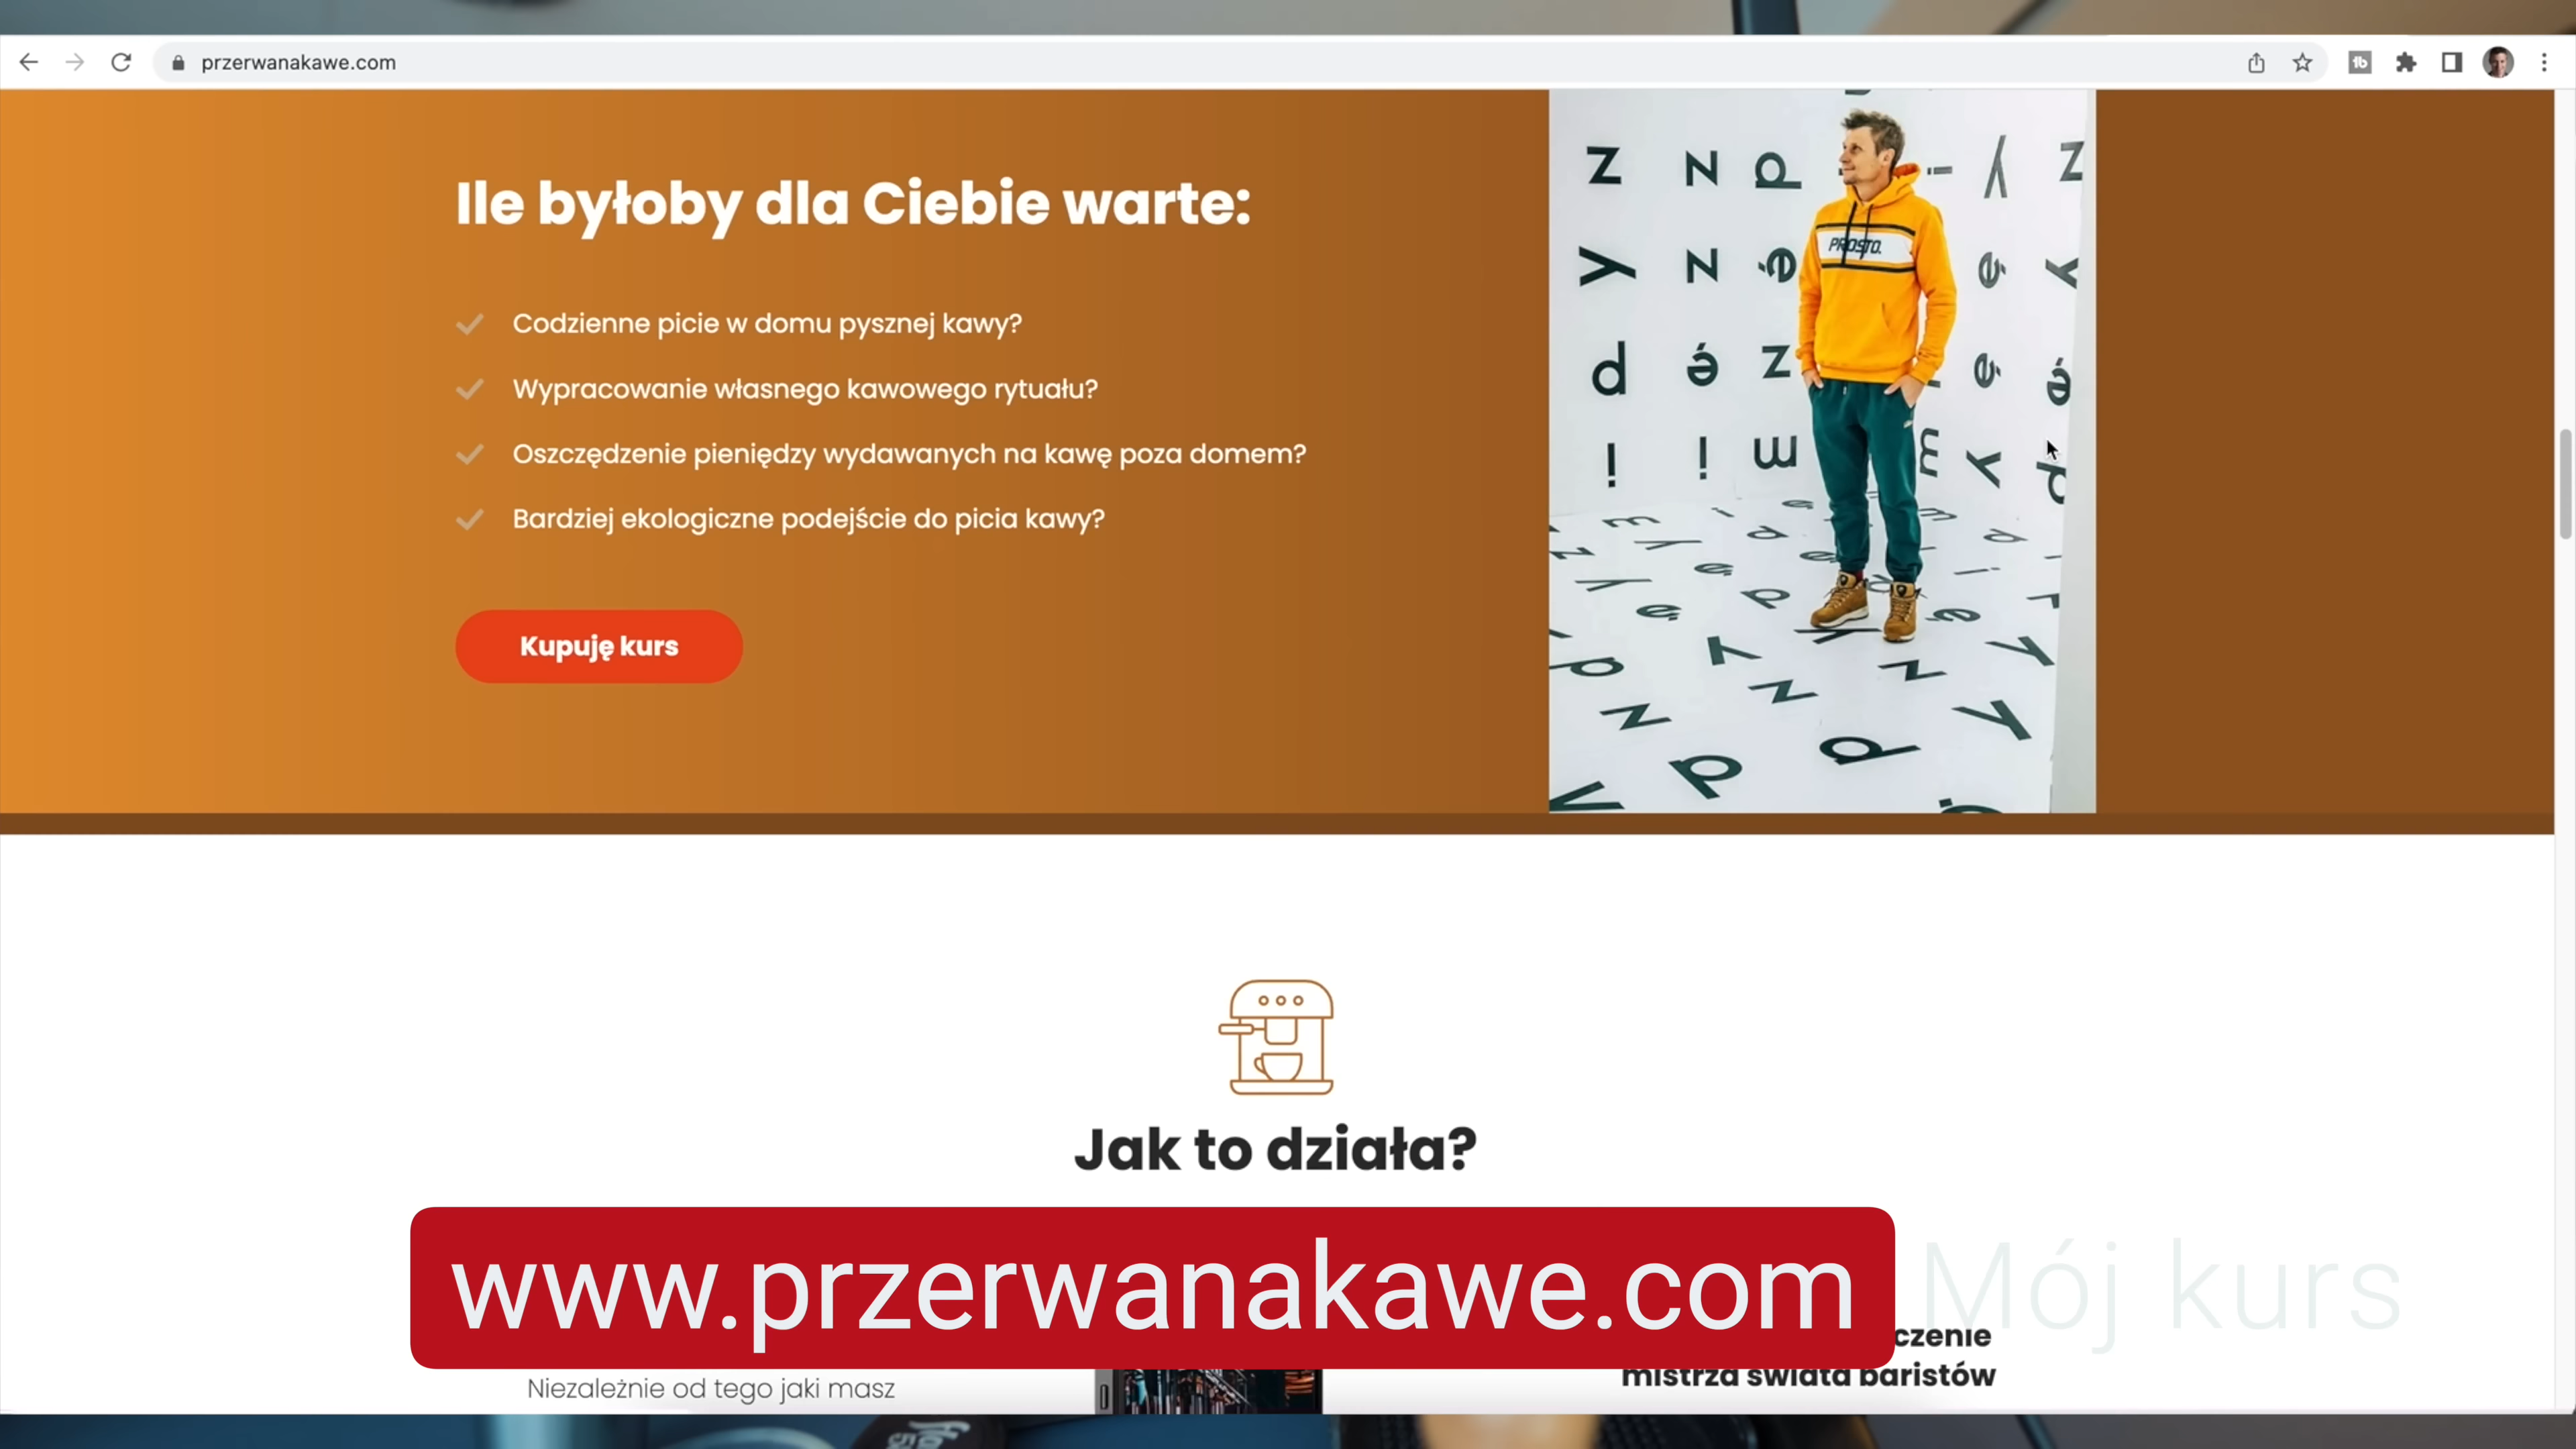 przerwanakawe.com
Ile byłoby dla Ciebie warte:
Codzienne picie w domu pysznej kawy?
Wypracowanie własnego kawowego rytuału?
Oszczędzenie pieniędzy wydawanych na kawę poza domem?
Bardziej ekologiczne podejście do picia kawy?
Kupuję kurs
PROSTO.
Jak to działa?
www.przerwanakawe.com
Mój kurs
mistrza świata baristów
Niezależnie od tego jaki masz